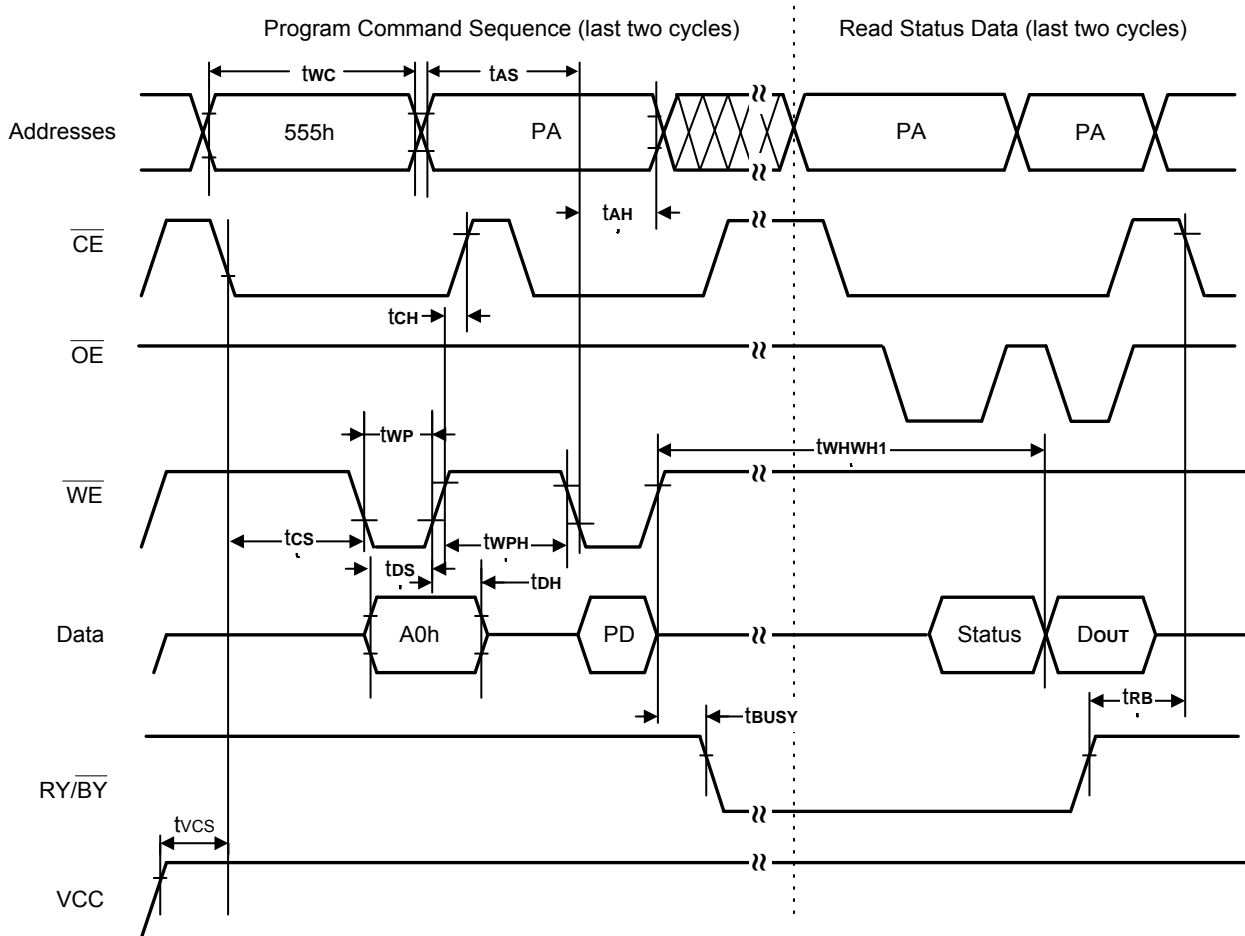 Program Command Sequence (last two cycles)
Read Status Data (last two cycles)
tWC
tAS
Addresses
555h
PA
PA
PA
tAH
CE
tCH
OE
tWP
tWHWH1
WE
tCS
tWPH
tDS
tDH
Data
A0h
PD
Status
DOUT
tRB
tBUSY
RY/BY
tVCS
VCC